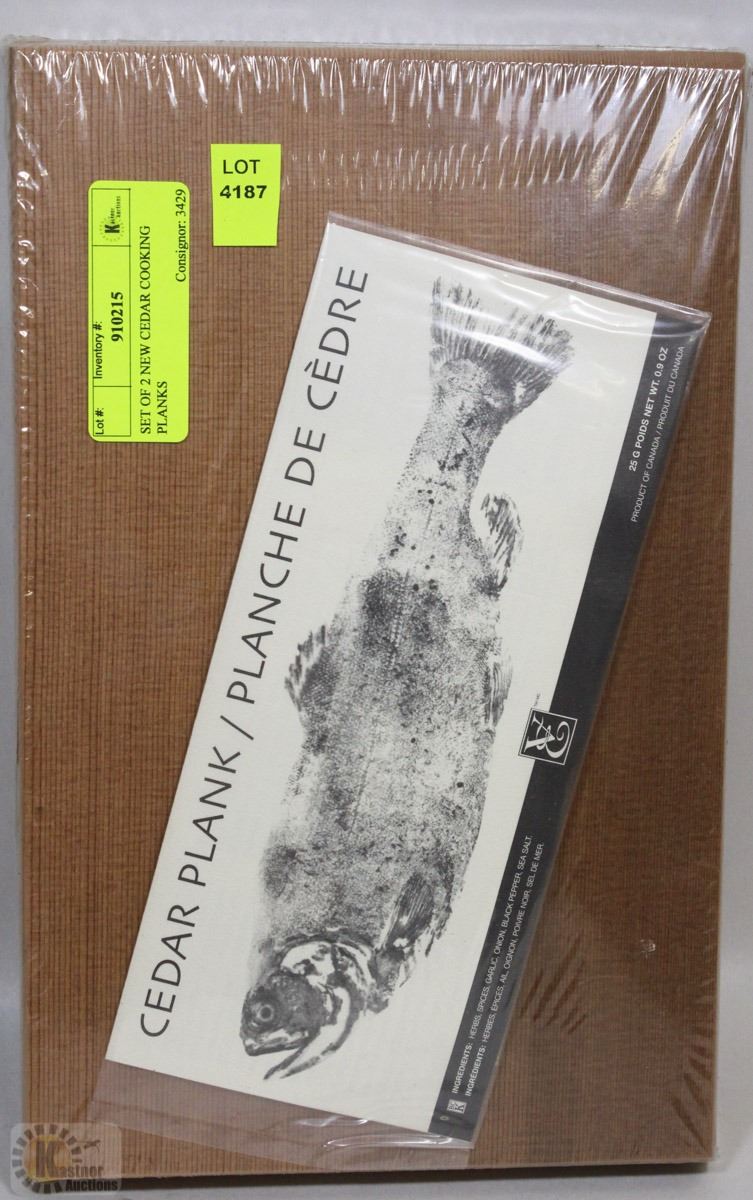 LOT
4187
Lot #:
Inventory #:
910215
Kastner
Auctions
SET OF 2 NEW CEDAR COOKING
PLANKS
Consignor: 3429
CEDAR PLANK / PLANCHE DE CÈDRE
25 G POIDS NET WT. 0.9 OZ
PRODUCT OF CANADA / PRODUIT DU CANADA
INGREDIENTS: HERBS, SPICES, GARLIC, ONION, BLACK PEPPER, SEA SALT.
INGRÉDIENTS: HERBES, ÉPICES, AIL, OIGNON, POIVRE NOIR, SEL DE MER.
Kastner
Auctions